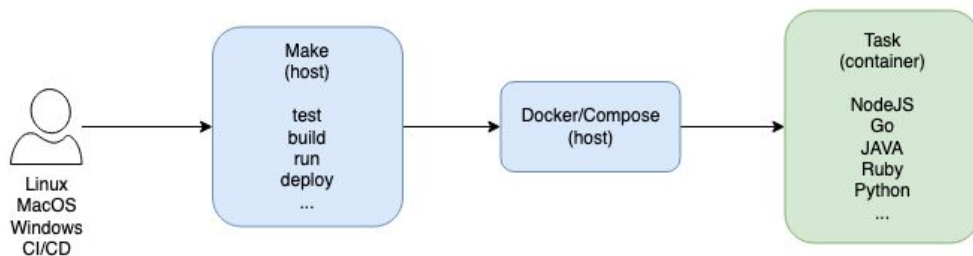 Linux
MacOS
Windows
CI/CD
Make
(host)
test
build
run
deploy
...
Docker/Compose
(host)
Task
(container)
NodeJS
Go
JAVA
Ruby
Python
...